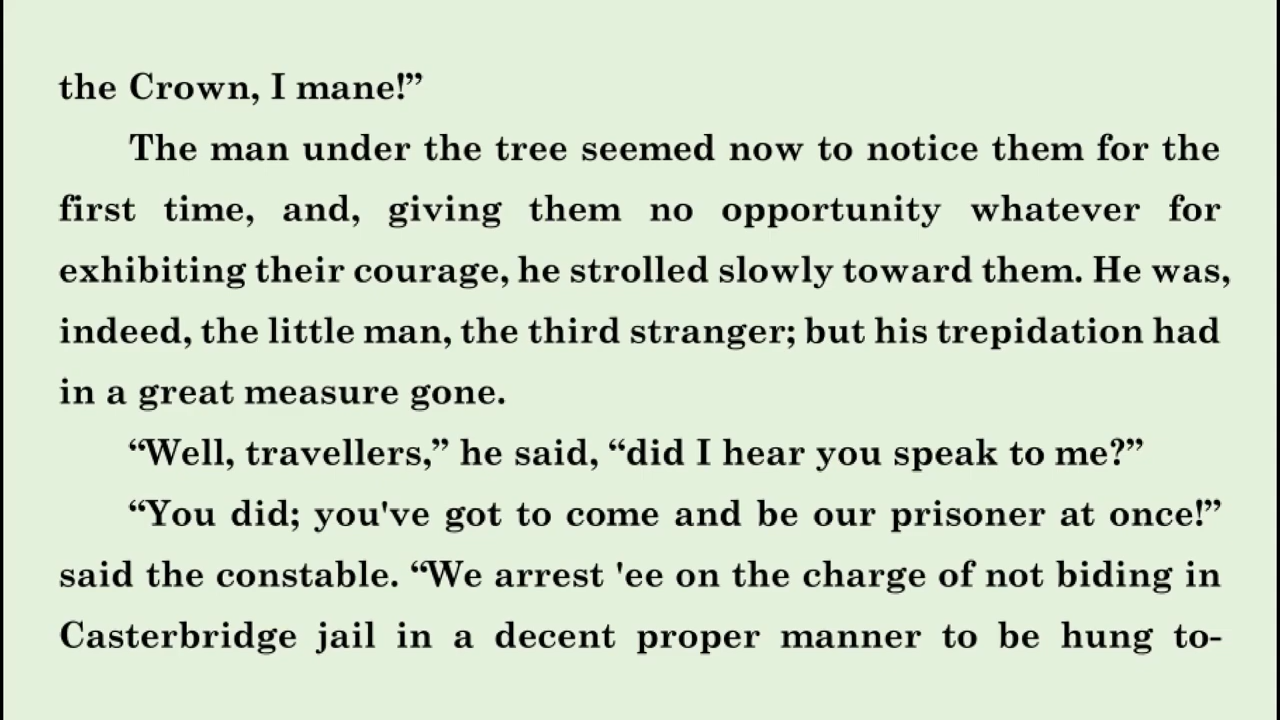 the Crown, I mane!”
The man under the tree seemed now to notice them for the
first time, and, giving them no opportunity whatever for
exhibiting their courage, he strolled slowly toward them. He was,
indeed, the little man, the third stranger; but his trepidation had
in a great measure gone.
“Well, travellers,” he said, “did I hear you speak to me?”
“You did; you've got to come and be our prisoner at once!”
said the constable. “We arrest 'ee on the charge of not biding in
Casterbridge jail in a decent proper manner to be hung to-